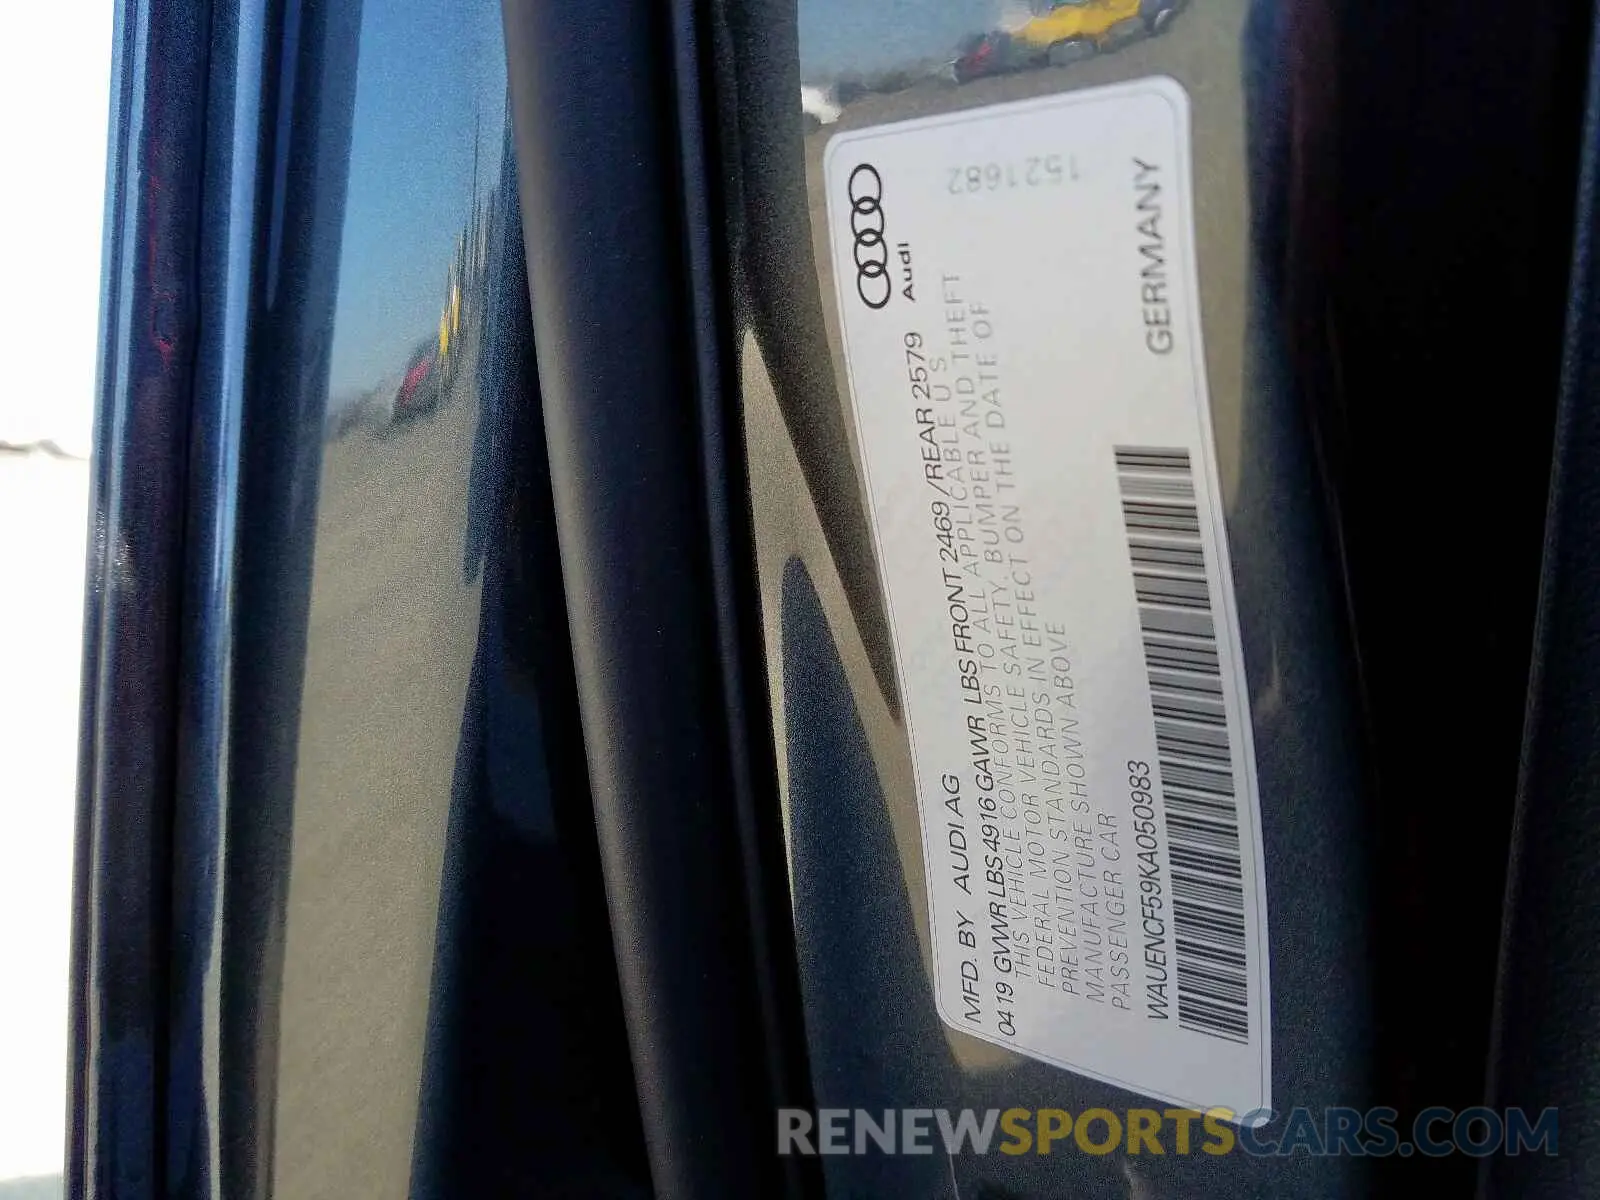 Audi
1521682
MFD. BY AUDI AG
04 19 GVWR LBS 4916 GAWR LBS FRONT 2469 / REAR 2579
THIS VEHICLE CONFORMS TO ALL APPLICABLE U S
FEDERAL MOTOR VEHICLE SAFETY, BUMPER AND THEFT
PREVENTION STANDARDS IN EFFECT ON THE DATE OF
MANUFACTURE SHOWN ABOVE
PASSENGER CAR
WAUENCF59KA050983
GERMANY
RENEWSPORTSCARS.COM